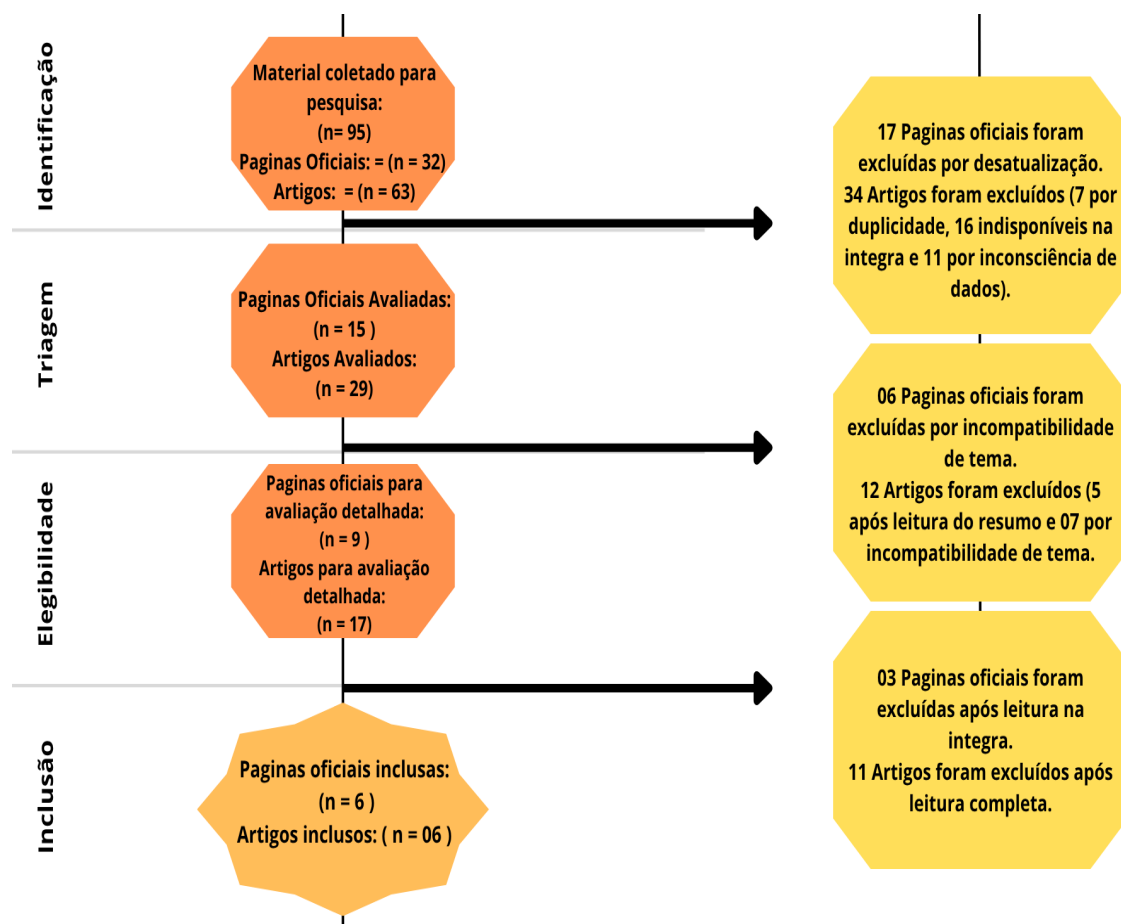 Identificação
Material coletado para
pesquisa:
(n= 95)
Paginas Oficiais: = (n = 32)
Artigos:  = (n = 63)
17 Paginas oficiais foram
excluídas por desatualização.
34 Artigos foram excluídos (7 por
duplicidade, 16 indisponíveis na
integra e 11 por inconsciência de
dados).
Triagem
Paginas Oficiais Avaliadas:
(n = 15 )
Artigos Avaliados:
(n = 29)
06 Paginas oficiais foram
excluídas por incompatibilidade
de tema.
12 Artigos foram excluídos (5
após leitura do resumo e 07 por
incompatibilidade de tema.
Elegibilidade
Paginas oficiais para
avaliação detalhada:
(n = 9 )
Artigos para avaliação
detalhada:
(n = 17)
03 Paginas oficiais foram
excluídas após leitura na
integra.
11 Artigos foram excluídos após
leitura completa.
Inclusão
Paginas oficiais inclusas:
(n = 6 )
Artigos inclusos: ( n = 06 )